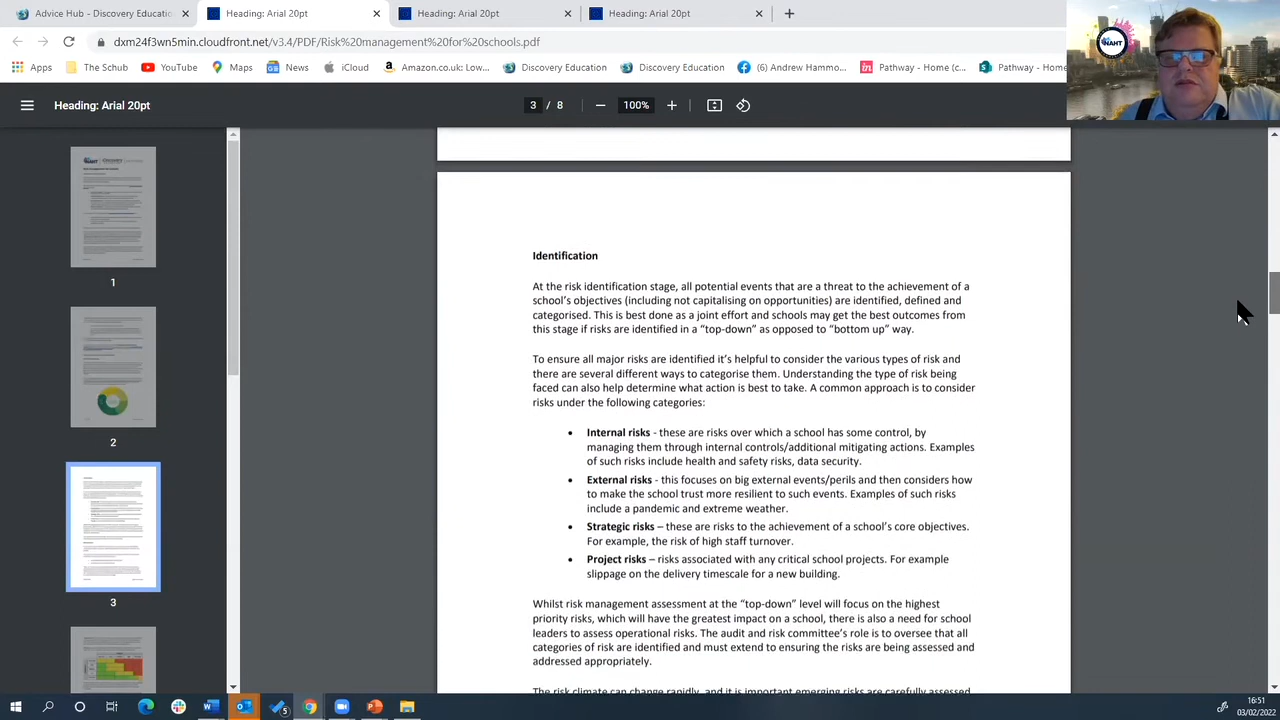 Advice Hub - Discovery Educatio
Heading: Arial 20pt
Heading: Arial 20pt
Heading: Arial 20pt
dxm24f3wn5min.cloudfront.net/v3.4/PDF/Risk%20management%20for%20schools.pdf
Apps
YouTube
Maps
News
iCloud
Discovery Education
Discovery Education
(6) Andrew Hammo...
Pathway - Home (c...
Pathway - Hom
NAHT
Heading: Arial 20pt
3 / 8
100%
1
2
3
Identification
At the risk identification stage, all potential events that are a threat to the achievement of a
school's objectives (including not capitalising on opportunities) are identified, defined and
categorised. This is best done as a joint effort and schools may get the best outcomes from
this stage if risks are identified in a “top-down” as opposed to “bottom up” way.
To ensure all major risks are identified it's helpful to consider the various types of risk and
there are several different ways to categorise them. Understanding the type of risk being
faced can also help determine what action is best to take. A common approach is to consider
risks under the following categories:
• Internal risks - these are risks over which a school has some control, by
managing them through internal controls/additional mitigating actions. Examples
of such risks include health and safety risks, data security.
• External risks - this focuses on big external events/perils and then considers how
to make the school trust more resilient to such events. Examples of such risks
include a pandemic and extreme weather.
• Strategic risks – these are risks to the achievement of a school's core objectives.
For example, the risk of high staff turnover.
• Project risks – risks associated with any critical school projects. For example
slippage on the delivery timescale for a new building.
Whilst risk management assessment at the “top-down” level will focus on the highest
priority risks, which will have the greatest impact on a school, there is also a need for school
leaders to assess operational risks. The audit and risk committee's role is to oversee that all
categories of risk are identified and must extend to ensuring the risks are being assessed and
addressed appropriately.
The risk climate can change rapidly, and it is important emerging risks are carefully assessed
16:51
03/02/2022